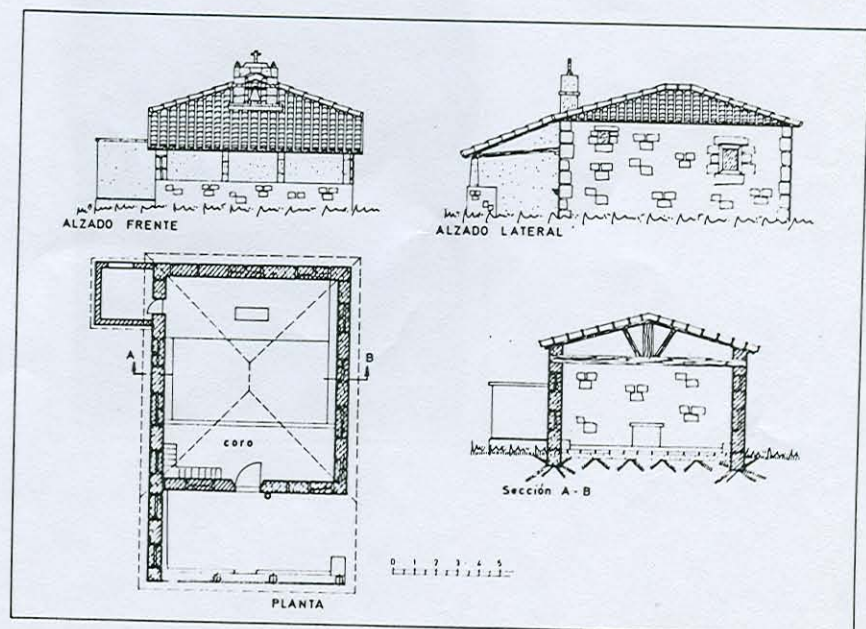 ALZADO FRENTE
ALZADO LATERAL
A
B
coro
Sección A - B
0 1 2 3 4 5
PLANTA